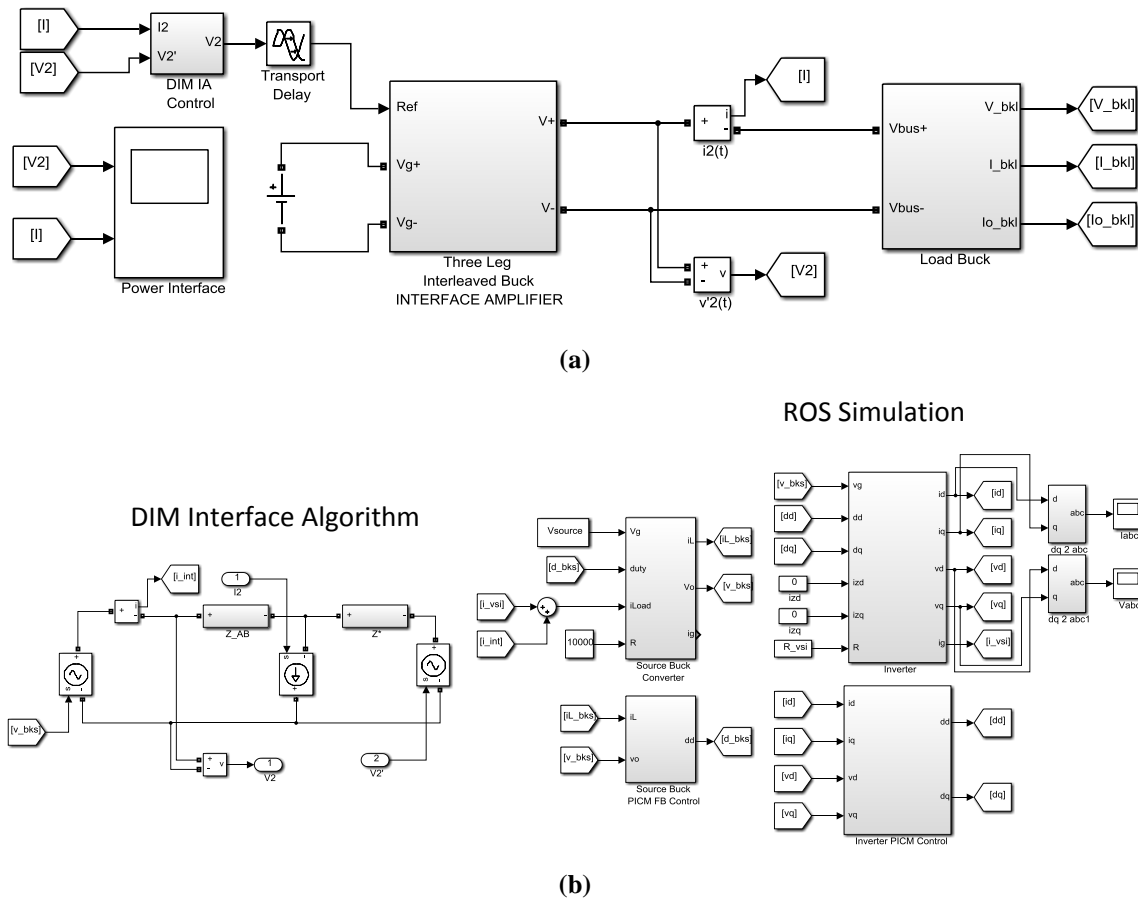 [I]
[V2]
I2
V2'
V2
DIM IA
Control
Transport
Delay
[V2]
[I]
Power Interface
Ref
Vg+
Vg-
V+
V-
Three Leg
Interleaved Buck
INTERFACE AMPLIFIER
+
-
i
i2(t)
[I]
+
-
v
v'2(t)
[V2]
Vbus+
Vbus-
V_bkl
I_bkl
Io_bkl
Load Buck
[V_bkl]
[I_bkl]
[Io_bkl]
(a)
ROS Simulation
DIM Interface Algorithm
[i_int]
1
I2
+
-
i
+
-
Z_AB
+
-
Z*
s
s
s
[v_bks]
+
-
v
1
V2
2
V2'
Vsource
[d_bks]
[i_vsi]
[i_int]
10000
Vg
duty
iLoad
R
iL
Vo
ig
Source Buck
Converter
[iL_bks]
[v_bks]
[iL_bks]
[v_bks]
iL
vo
dd
[d_bks]
Source Buck
PICM FB Control
[v_bks]
[dd]
[dq]
0
izd
0
izq
R_vsi
vg
dd
dq
izd
izq
R
id
iq
vd
vq
ig
Inverter
[id]
[iq]
[vd]
[vq]
[i_vsi]
d
q
abc
dq 2 abc
Iabc
d
q
abc
dq 2 abc1
Vabc
[id]
[iq]
[vd]
[vq]
id
iq
vd
vq
dd
dq
[dd]
[dq]
Inverter PICM Control
(b)